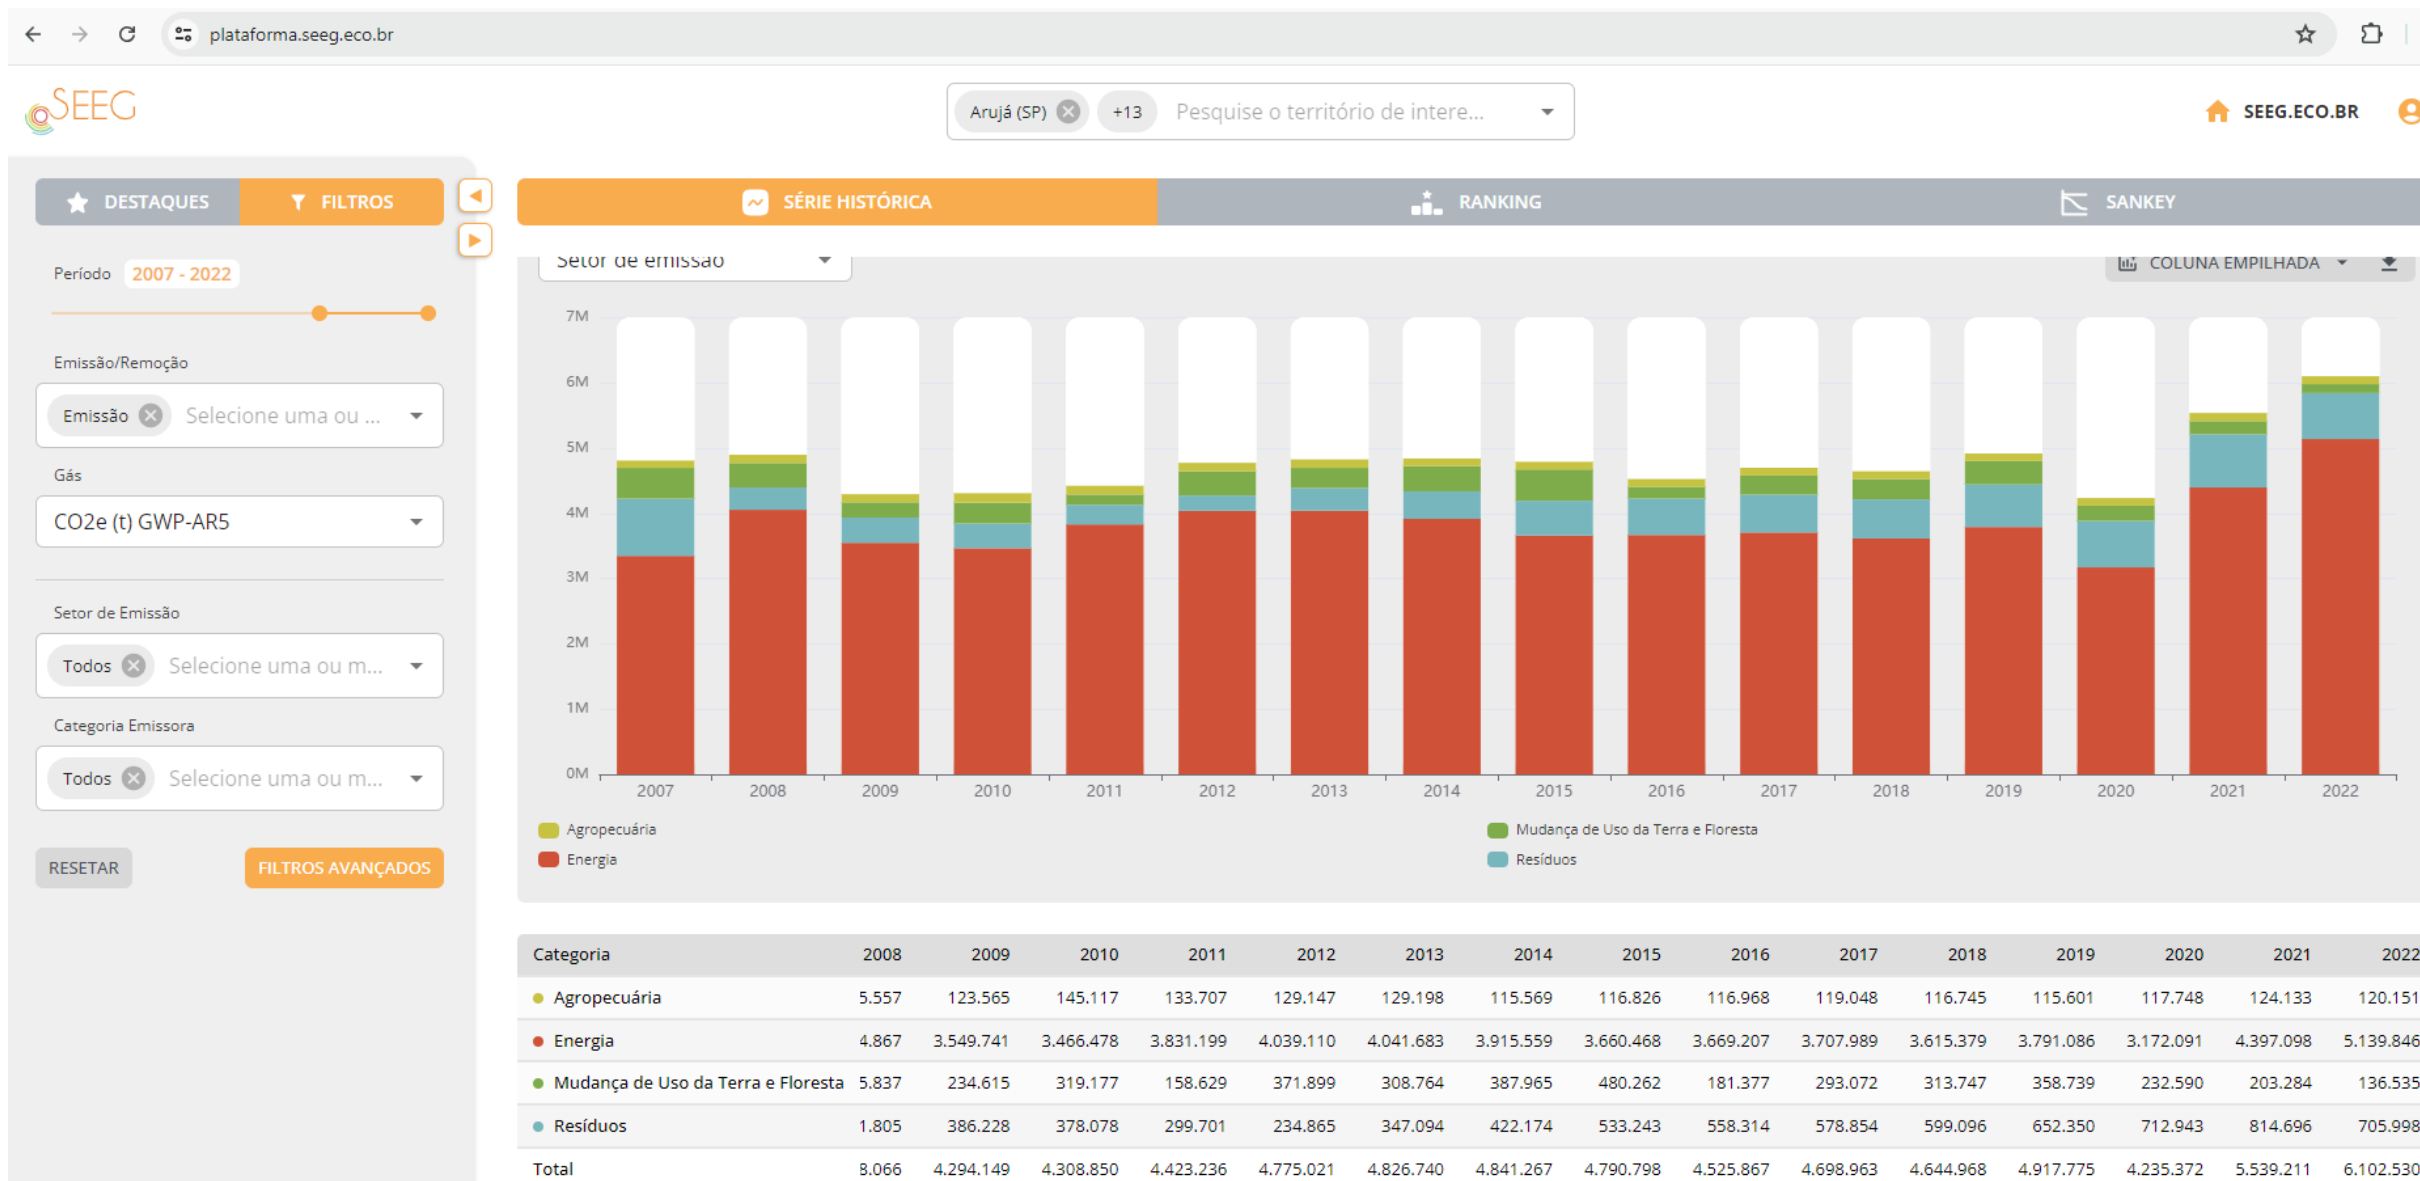 plataforma.seeg.eco.br
SEEG
Arujá (SP) +13 Pesquise o território de intere...
SEEG.ECO.BR
DESTAQUES FILTROS
SÉRIE HISTÓRICA RANKING SANKEY
Período 2007 - 2022
Setor de emissão
COLUNA EMPILHADA
Emissão/Remoção
Emissão Selecione uma ou ...
Gás
CO2e (t) GWP-AR5
Setor de Emissão
Todos Selecione uma ou m...
Categoria Emissora
Todos Selecione uma ou m...
RESETAR FILTROS AVANÇADOS
7M
6M
5M
4M
3M
2M
1M
0M
2007 2008 2009 2010 2011 2012 2013 2014 2015 2016 2017 2018 2019 2020 2021 2022
Agropecuária Mudança de Uso da Terra e Floresta
Energia Resíduos
Categoria 2008 2009 2010 2011 2012 2013 2014 2015 2016 2017 2018 2019 2020 2021 2022
Agropecuária 5.557 123.565 145.117 133.707 129.147 129.198 115.569 116.826 116.968 119.048 116.745 115.601 117.748 124.133 120.151
Energia 4.867 3.549.741 3.466.478 3.831.199 4.039.110 4.041.683 3.915.559 3.660.468 3.669.207 3.707.989 3.615.379 3.791.086 3.172.091 4.397.098 5.139.846
Mudança de Uso da Terra e Floresta 5.837 234.615 319.177 158.629 371.899 308.764 387.965 480.262 181.377 293.072 313.747 358.739 232.590 203.284 136.535
Resíduos 1.805 386.228 378.078 299.701 234.865 347.094 422.174 533.243 558.314 578.854 599.096 652.350 712.943 814.696 705.998
Total 8.066 4.294.149 4.308.850 4.423.236 4.775.021 4.826.740 4.841.267 4.790.798 4.525.867 4.698.963 4.644.968 4.917.775 4.235.372 5.539.211 6.102.530